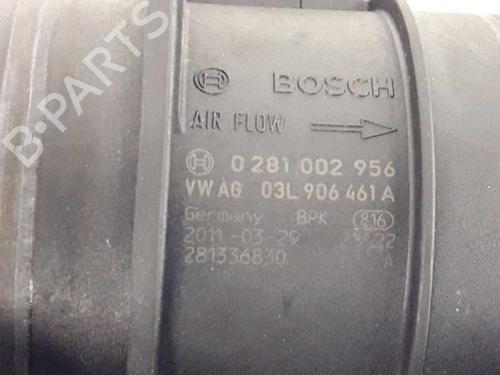 BOSCH
AIR FLOW
0 281 002 956
VW AG 03L 906 461 A
Germany BPK 816
2011-03-29
281336830 A
B-PARTS